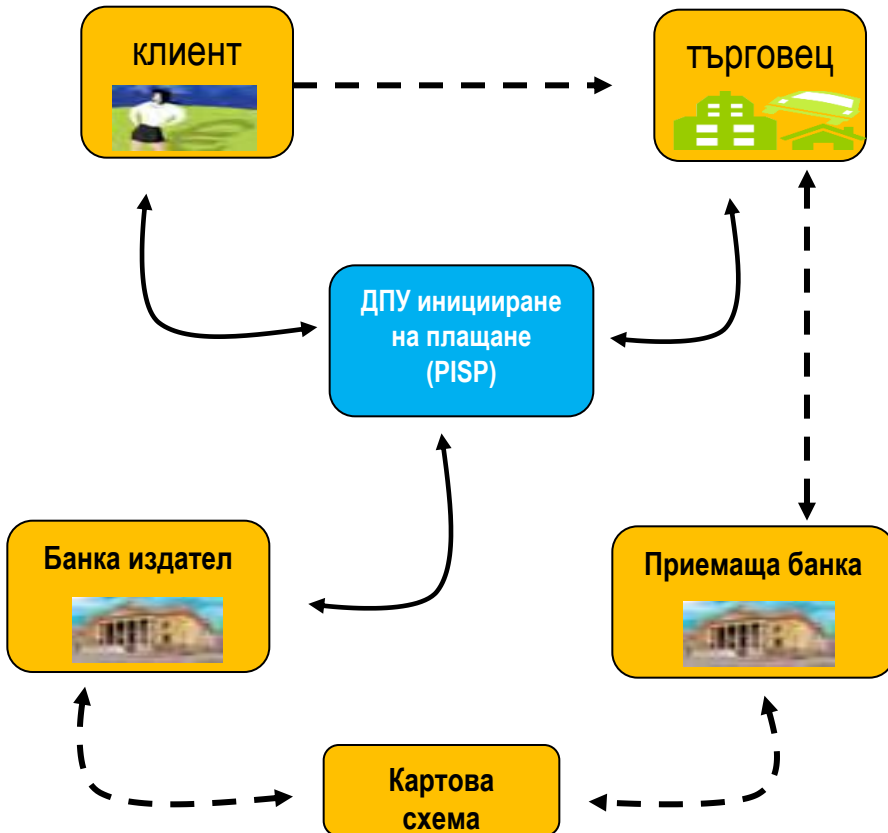 клиент
търговец
ДПУ иницииране
на плащане
(PISP)
Банка издател
Приемаща банка
Картова
схема